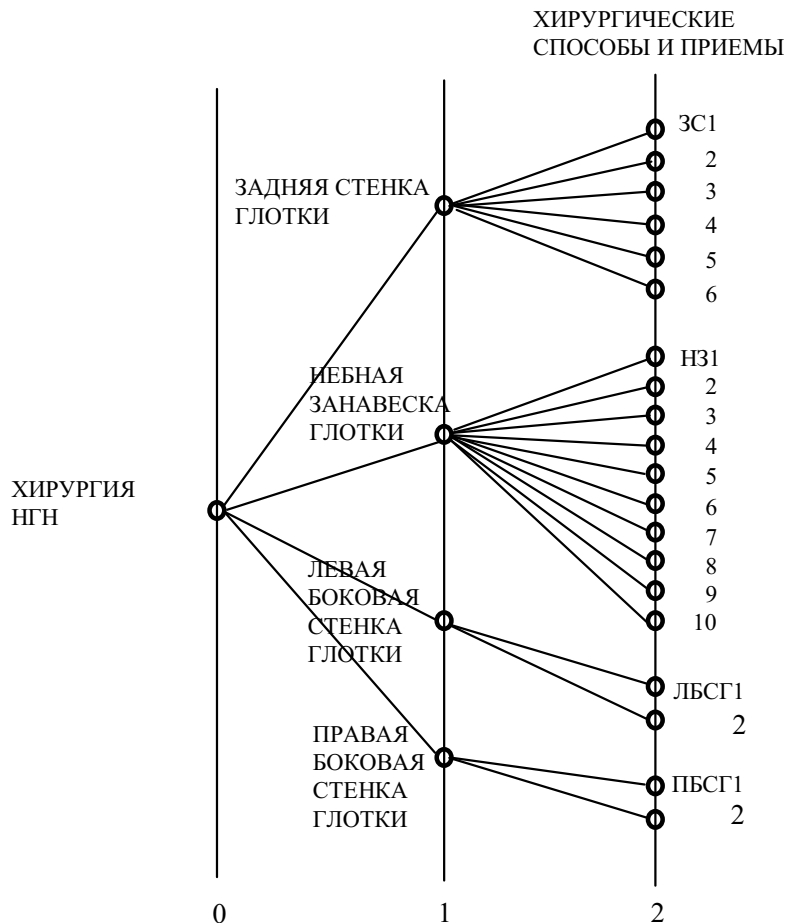 ХИРУРГИЧЕСКИЕ
СПОСОБЫ И ПРИЕМЫ
ЗС1
2
3
4
5
6
ЗАДНЯЯ СТЕНКА
ГЛОТКИ
НЕБНАЯ
ЗАНАВЕСКА
ГЛОТКИ
НЗ1
2
3
4
5
6
7
8
9
10
ХИРУРГИЯ
НГН
ЛЕВАЯ
БОКОВАЯ
СТЕНКА
ГЛОТКИ
ЛБСГ1
2
ПРАВАЯ
БОКОВАЯ
СТЕНКА
ГЛОТКИ
ПБСГ1
2
0
1
2